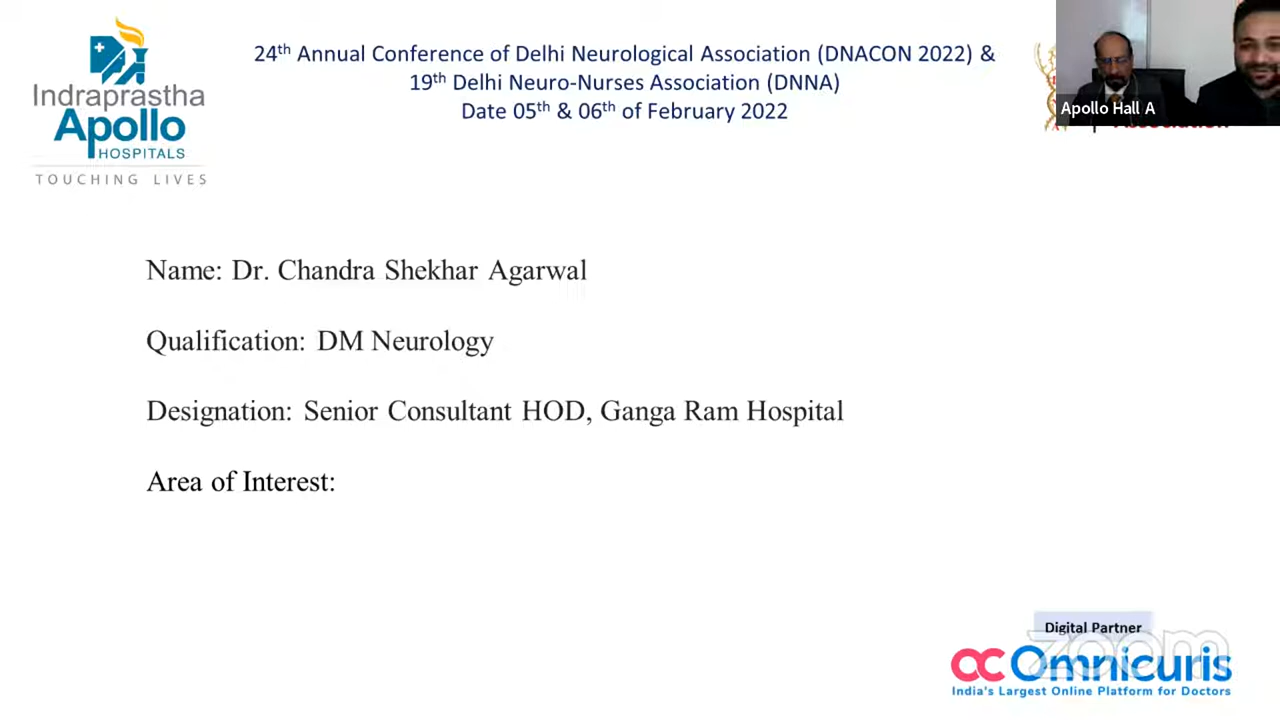 Indraprastha
Apollo
HOSPITALS
TOUCHING LIVES
24th Annual Conference of Delhi Neurological Association (DNACON 2022) &
19th Delhi Neuro-Nurses Association (DNNA)
Date 05th & 06th of February 2022
Apollo Hall A
Name: Dr. Chandra Shekhar Agarwal
Qualification: DM Neurology
Designation: Senior Consultant HOD, Ganga Ram Hospital
Area of Interest:
Digital Partner
zoom
Omnicuris
India's Largest Online Platform for Doctors